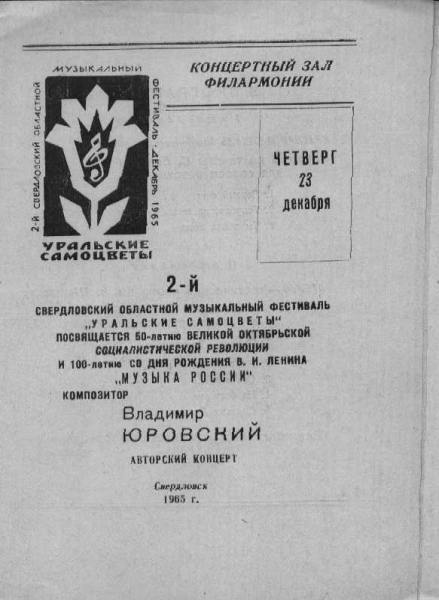 МУЗЫКАЛЬНЫЙ
2-Й СВЕРДЛОВСКИЙ ОБЛАСТНОЙ
ФЕСТИВАЛЬ · ДЕКАБРЬ 1965
УРАЛЬСКИЕ
САМОЦВЕТЫ
КОНЦЕРТНЫЙ ЗАЛ
ФИЛАРМОНИИ
ЧЕТВЕРГ
23
декабря
2-й
СВЕРДЛОВСКИЙ ОБЛАСТНОЙ МУЗЫКАЛЬНЫЙ ФЕСТИВАЛЬ
„УРАЛЬСКИЕ САМОЦВЕТЫ“
ПОСВЯЩАЕТСЯ 50-летию ВЕЛИКОЙ ОКТЯБРЬСКОЙ
СОЦИАЛИСТИЧЕСКОЙ РЕВОЛЮЦИИ
И 100-летию СО ДНЯ РОЖДЕНИЯ В. И. ЛЕНИНА
„МУЗЫКА РОССИИ“
КОМПОЗИТОР
Владимир
ЮРОВСКИЙ
АВТОРСКИЙ КОНЦЕРТ
Свердловск
1965 г.